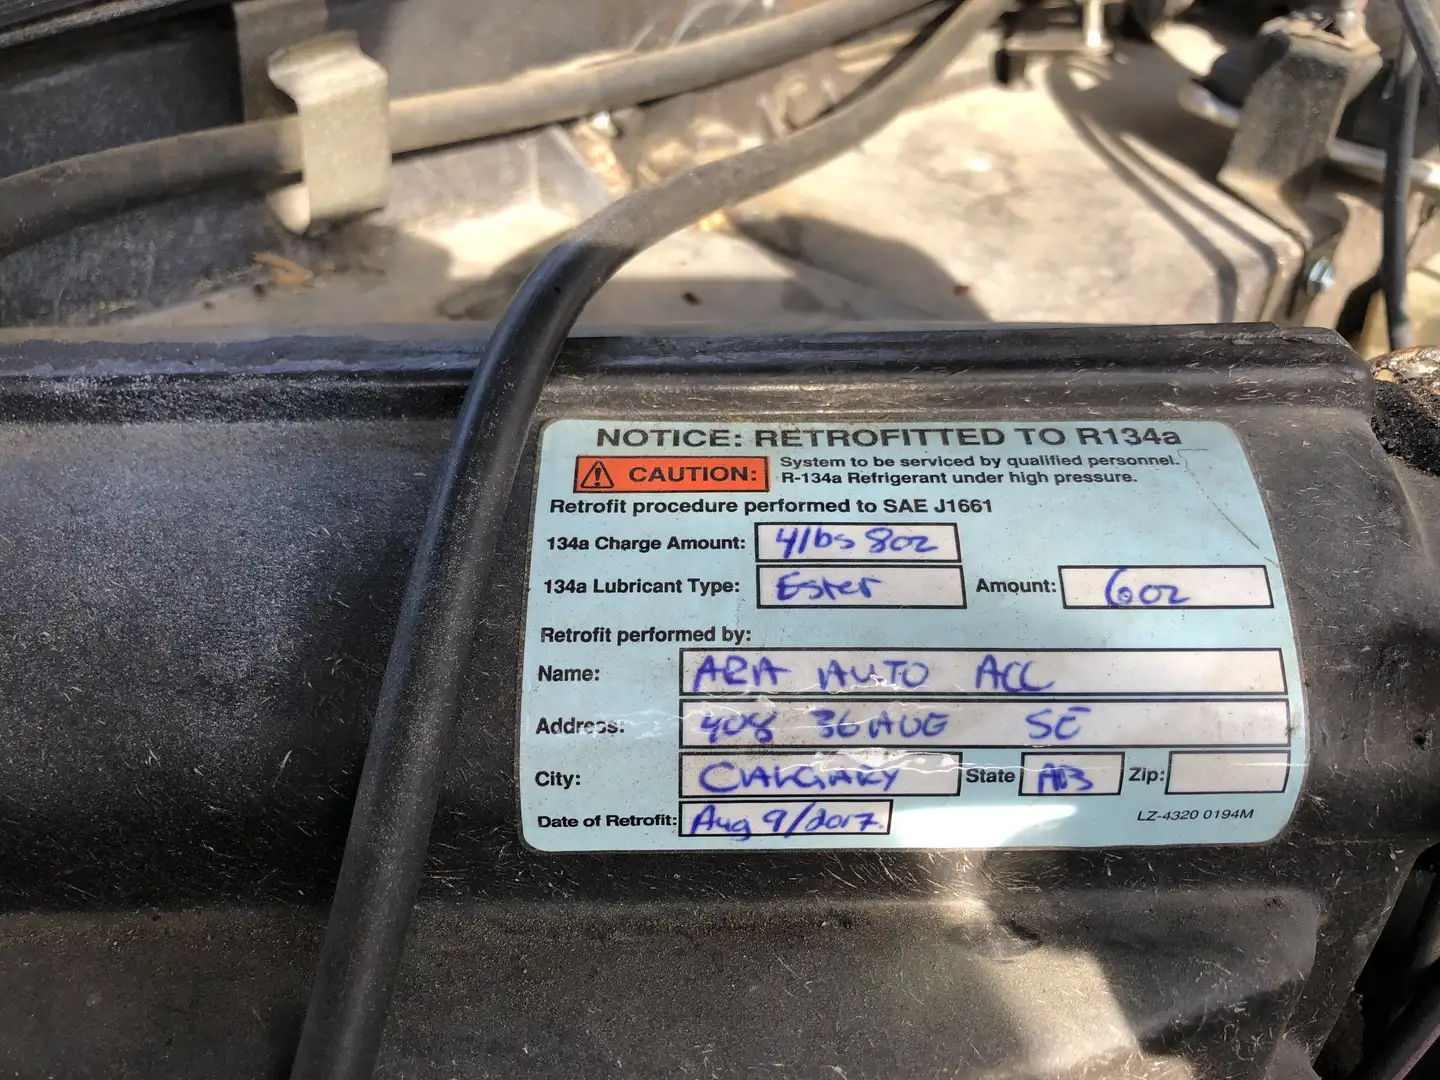 NOTICE: RETROFITTED TO R134a
CAUTION: System to be serviced by qualified personnel.
R-134a Refrigerant under high pressure.
Retrofit procedure performed to SAE J1661
134a Charge Amount: 4lbs 8oz
134a Lubricant Type: Ester Amount: 6oz
Retrofit performed by:
Name: ARA AUTO ACC
Address: 408 36 AVE SE
City: CALGARY State AB Zip:
Date of Retrofit: Aug 9/2017
LZ-4320 0194M